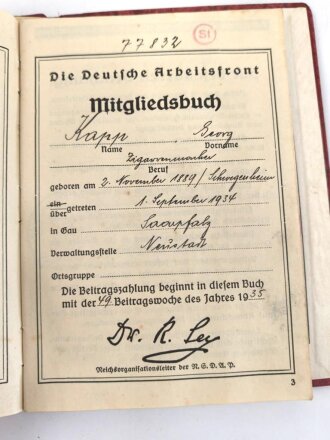 77832
St
Die Deutsche Arbeitsfront
Mitgliedsbuch
Kapp Georg
Name Vorname
Zigarrenmacher
Beruf
geboren am 2. November 1889/ Schwegenheim
ein-
über getreten 1. September 1934
in Gau Saarpfalz
Verwaltungsstelle Neustadt
Ortsgruppe
Die Beitragszahlung beginnt in diesem Buch
mit der 49 Beitragswoche des Jahres 1935
Dr. R. Ley
Reichsorganisationsleiter der N.S.D.A.P.
3